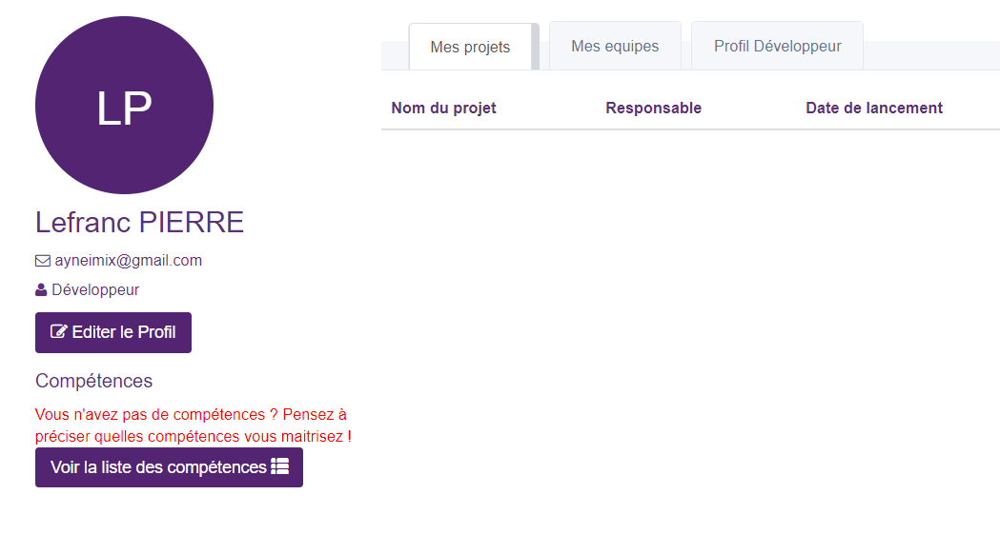 LP
Lefranc PIERRE
ayneimix@gmail.com
Développeur
Editer le Profil
Compétences
Vous n'avez pas de compétences ? Pensez à
préciser quelles compétences vous maitrisez !
Voir la liste des compétences
Mes projets
Mes equipes
Profil Développeur
Nom du projet
Responsable
Date de lancement